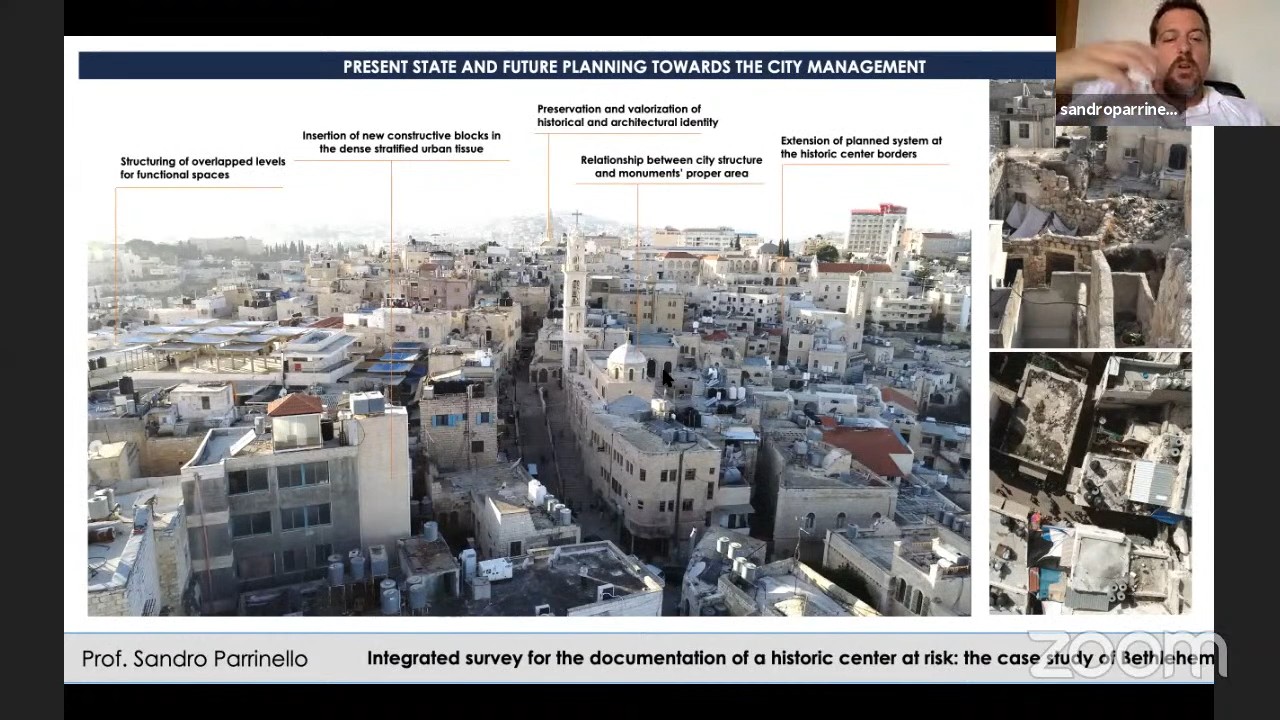 PRESENT STATE AND FUTURE PLANNING TOWARDS THE CITY MANAGEMENT
sandroparrine...
Preservation and valorization of
historical and architectural identity
Insertion of new constructive blocks in
the dense stratified urban tissue
Extension of planned system at
the historic center borders
Structuring of overlapped levels
for functional spaces
Relationship between city structure
and monuments' proper area
Prof. Sandro Parrinello
Integrated survey for the documentation of a historic center at risk: the case study of Bethlehem
zoom